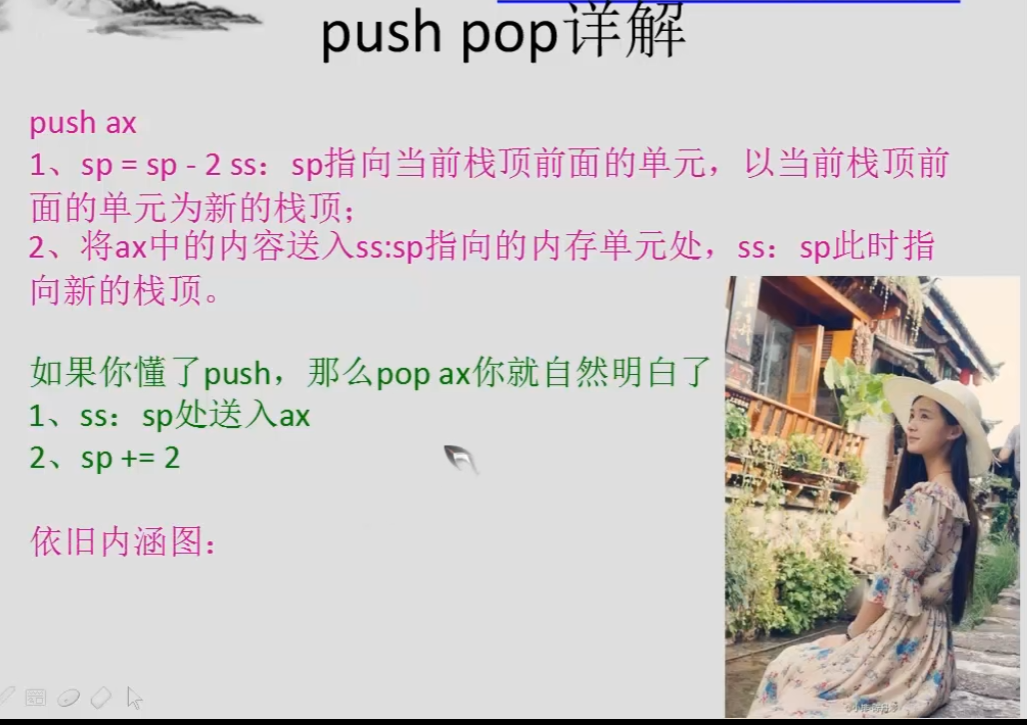 push pop详解
push ax
1、sp = sp - 2 ss：sp指向当前栈顶前面的单元，以当前栈顶前
面的单元为新的栈顶；
2、将ax中的内容送入ss:sp指向的内存单元处，ss：sp此时指
向新的栈顶。
如果你懂了push，那么pop ax你就自然明白了
1、ss：sp处送入ax
2、sp += 2
依旧内涵图：